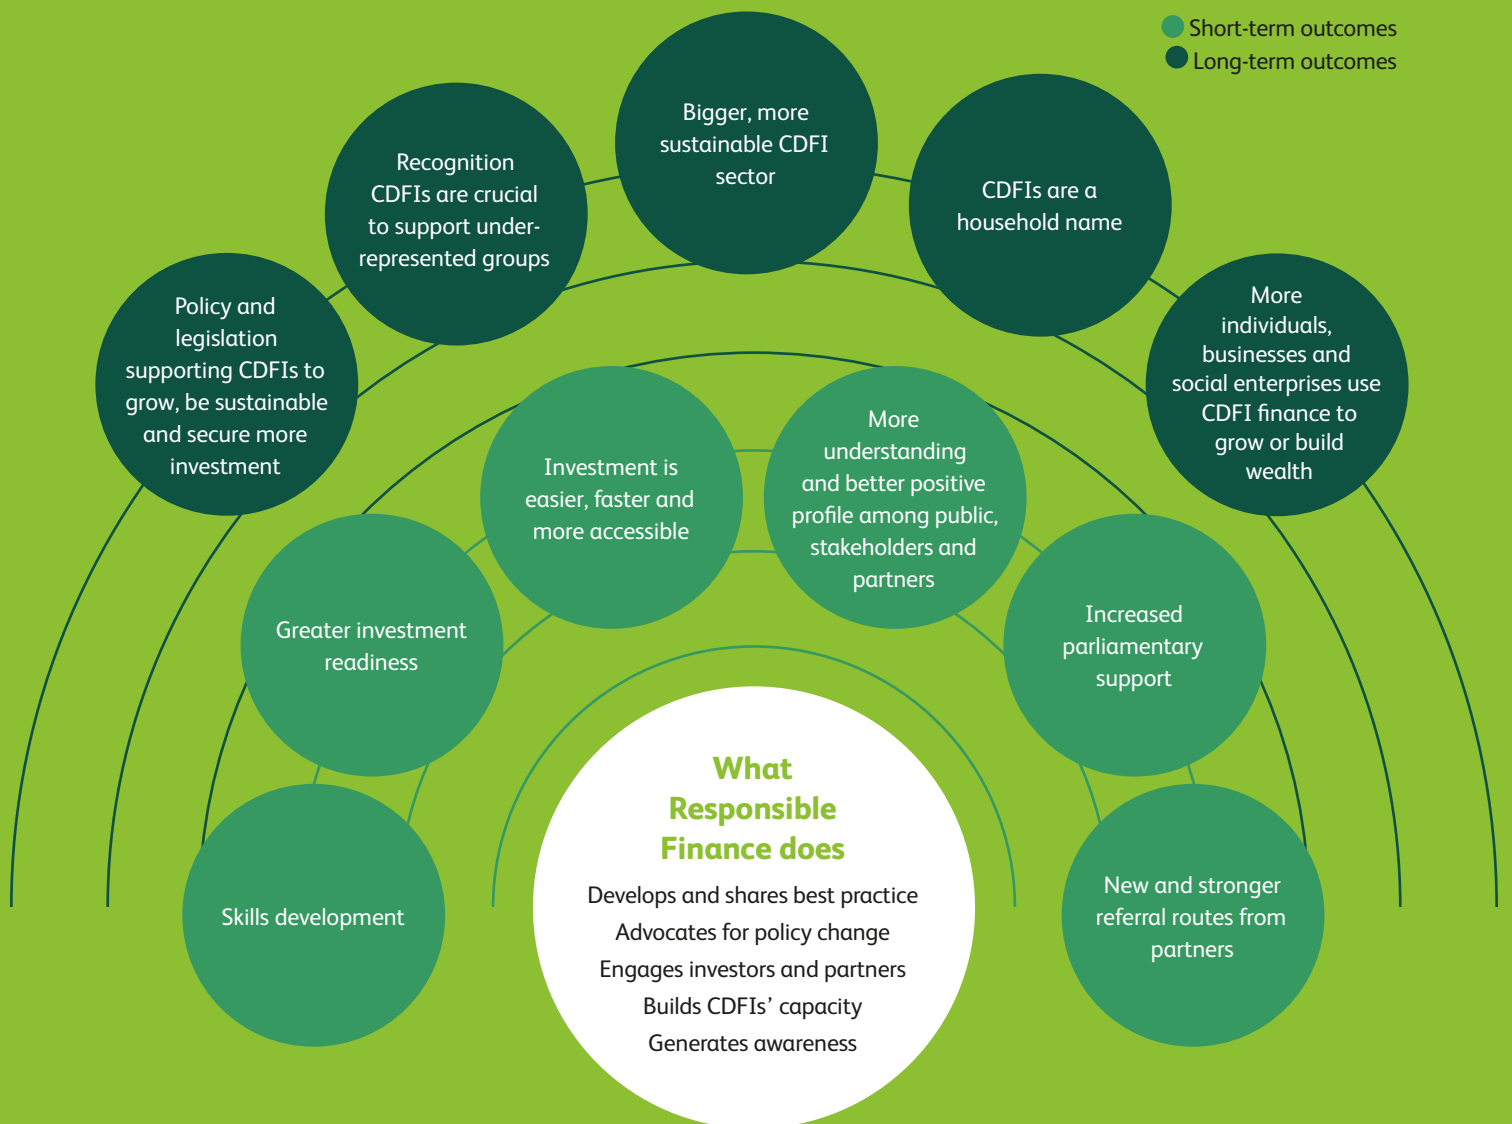 Short-term outcomes
Long-term outcomes
Bigger, more
sustainable CDFI
sector
Recognition
CDFIs are crucial
to support under-
represented groups
CDFIs are a
household name
Policy and
legislation
supporting CDFIs to
grow, be sustainable
and secure more
investment
More
individuals,
businesses and
social enterprises use
CDFI finance to
grow or build
wealth
Investment is
easier, faster and
more accessible
More
understanding
and better positive
profile among public,
stakeholders and
partners
Greater investment
readiness
Increased
parliamentary
support
Skills development
What
Responsible
Finance does
Develops and shares best practice
Advocates for policy change
Engages investors and partners
Builds CDFIs’ capacity
Generates awareness
New and stronger
referral routes from
partners